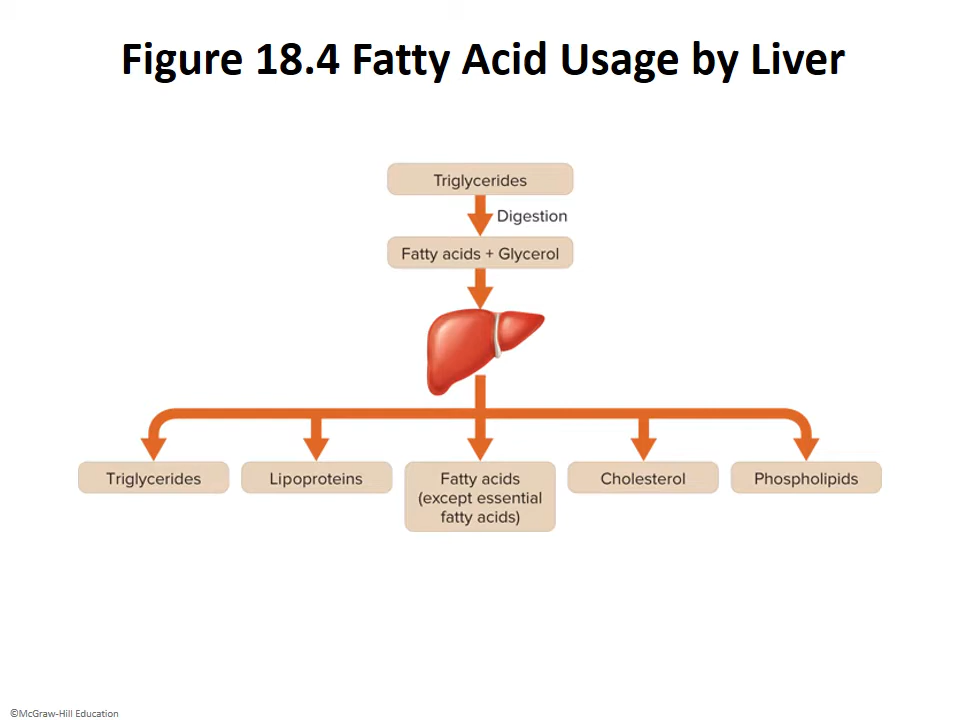 Figure 18.4 Fatty Acid Usage by Liver
Triglycerides
Digestion
Fatty acids + Glycerol
Triglycerides
Lipoproteins
Fatty acids
(except essential
fatty acids)
Cholesterol
Phospholipids
©McGraw-Hill Education